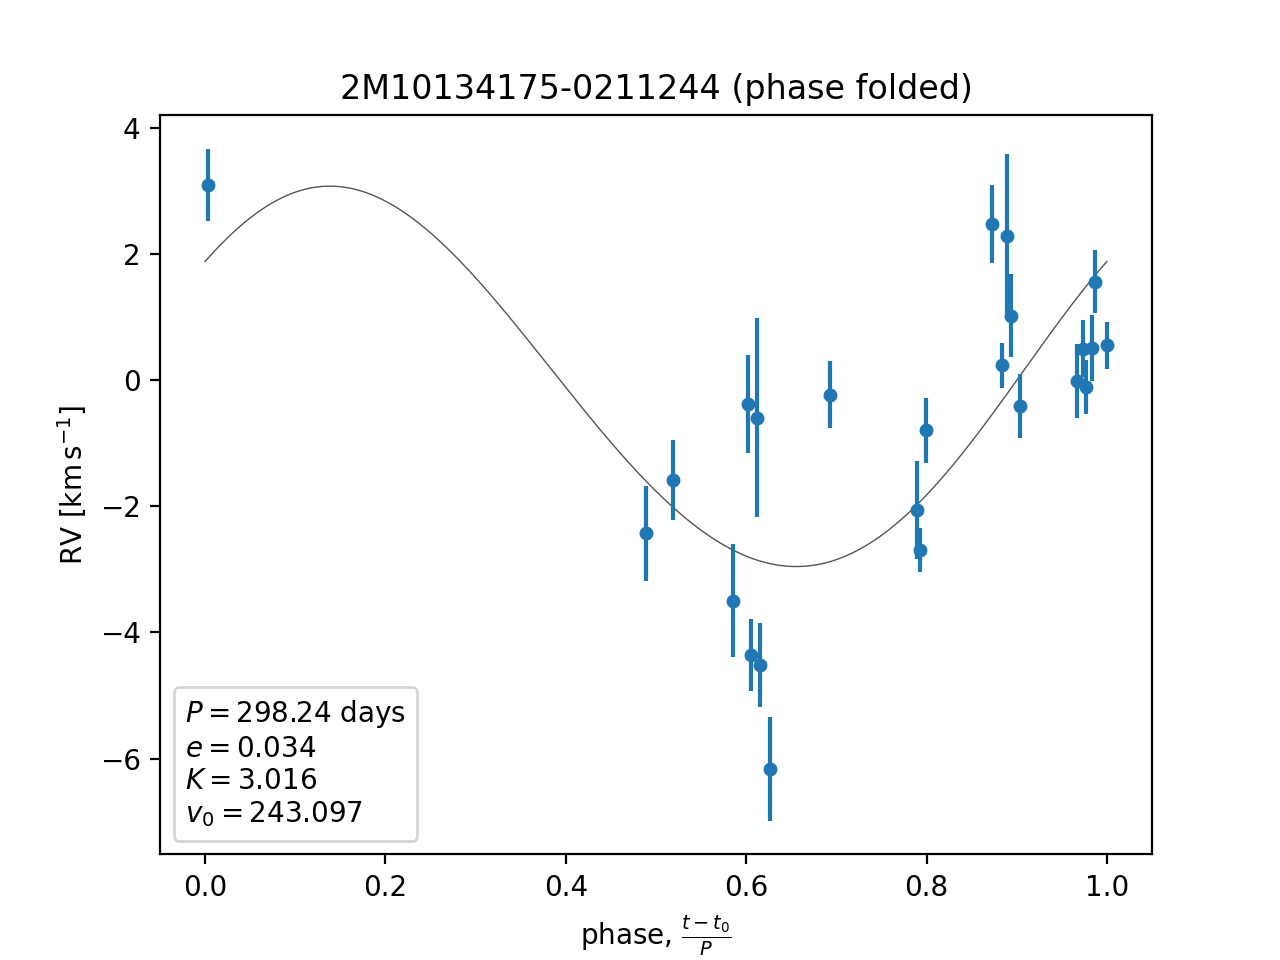 2M10134175-0211244 (phase folded)
4
2
0
−2
−4
−6
RV [km s⁻¹]
P = 298.24 days
e = 0.034
K = 3.016
v₀ = 243.097
0.0 0.2 0.4 0.6 0.8 1.0
phase, (t − t₀)/P